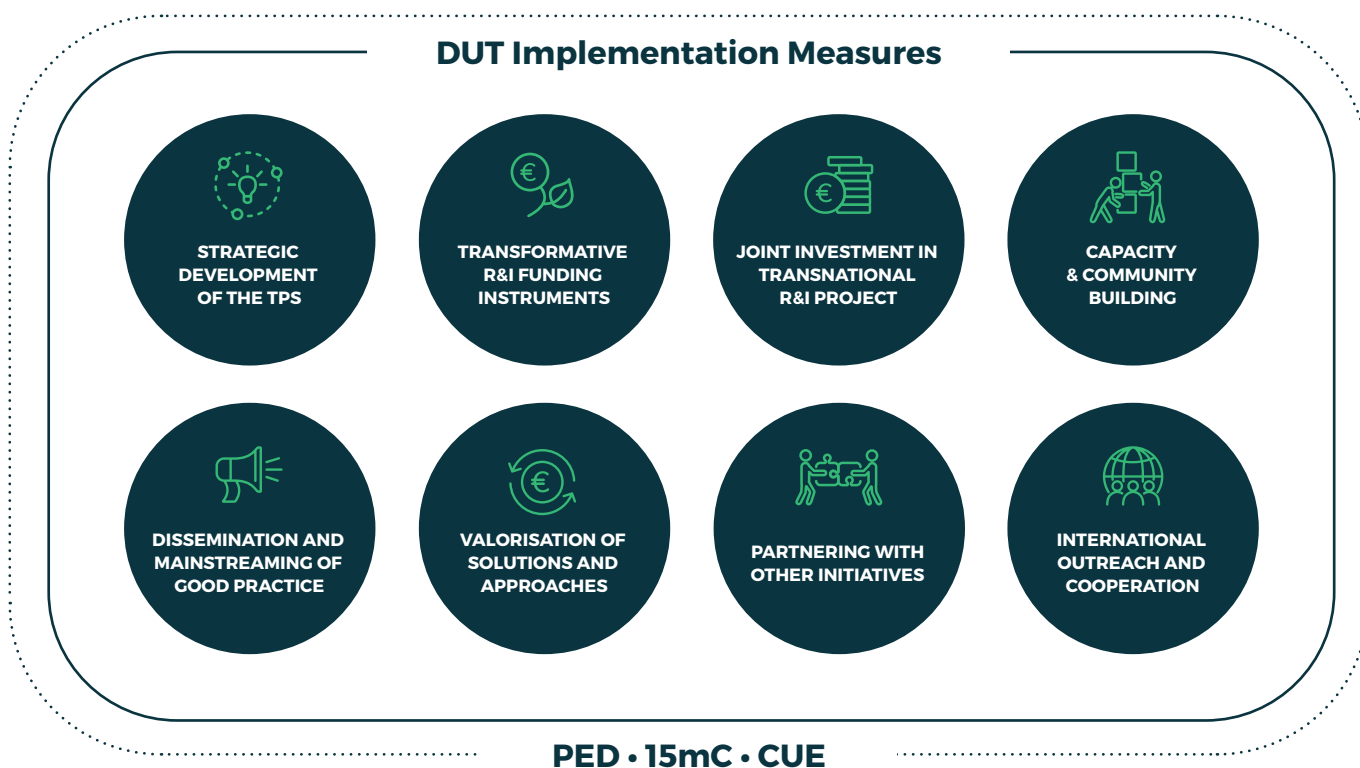 DUT Implementation Measures
STRATEGIC
DEVELOPMENT
OF THE TPS
TRANSFORMATIVE
R&I FUNDING
INSTRUMENTS
JOINT INVESTMENT IN
TRANSNATIONAL
R&I PROJECT
CAPACITY
& COMMUNITY
BUILDING
DISSEMINATION AND
MAINSTREAMING OF
GOOD PRACTICE
VALORISATION OF
SOLUTIONS AND
APPROACHES
PARTNERING WITH
OTHER INITIATIVES
INTERNATIONAL
OUTREACH AND
COOPERATION
PED • 15mC • CUE